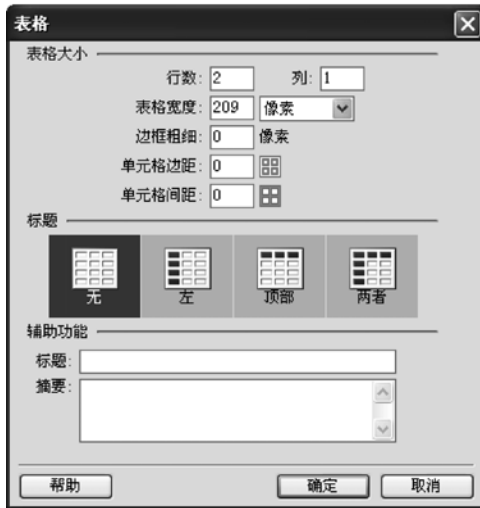 表格
表格大小
行数: 2 列: 1
表格宽度: 209 像素
边框粗细: 0 像素
单元格边距: 0
单元格间距: 0
标题
无 左 顶部 两者
辅助功能
标题:
摘要:
帮助 确定 取消